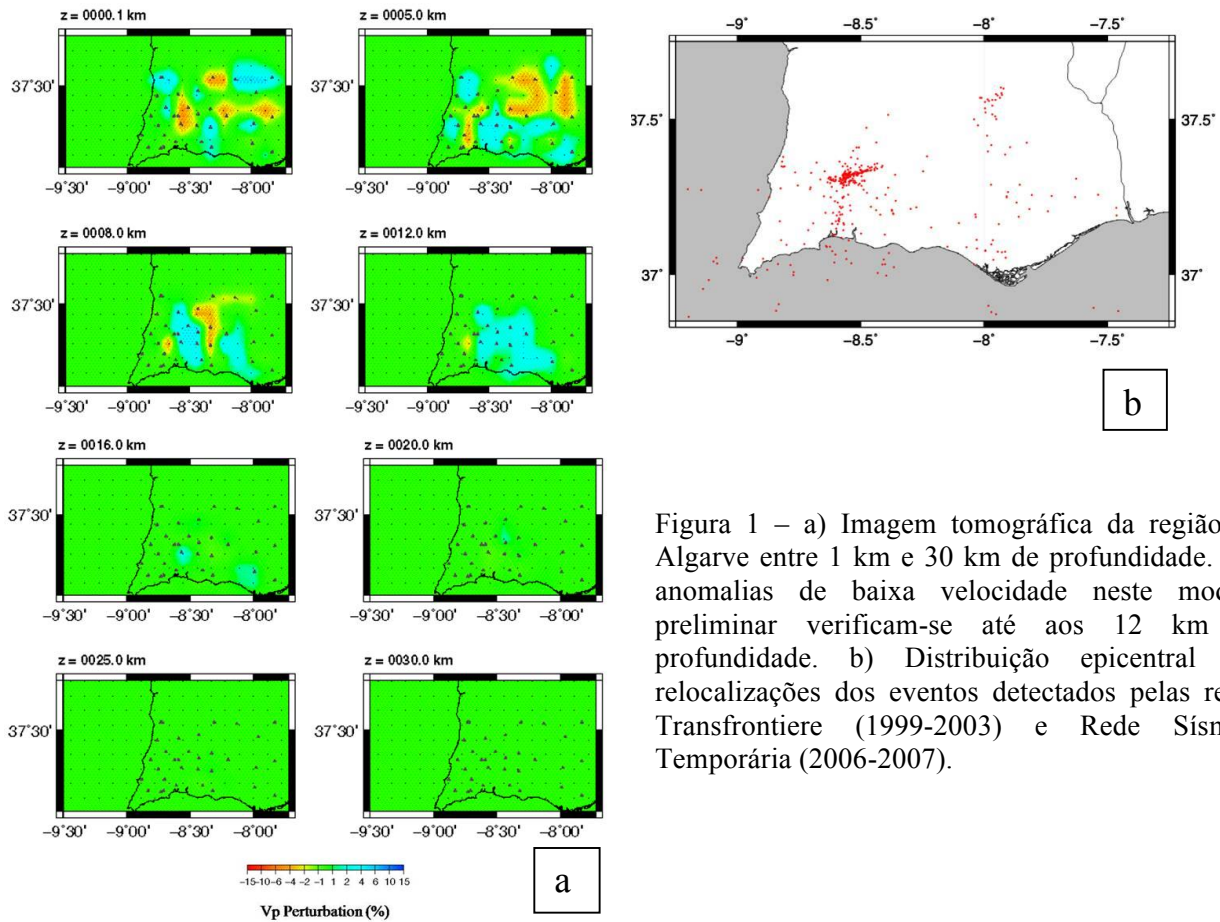 z = 0000.1 km
z = 0005.0 km
37°30'
37°30'
−9°30' −9°00' −8°30' −8°00'
−9°30' −9°00' −8°30' −8°00'
z = 0008.0 km
z = 0012.0 km
37°30'
37°30'
−9°30' −9°00' −8°30' −8°00'
−9°30' −9°00' −8°30' −8°00'
z = 0016.0 km
z = 0020.0 km
37°30'
37°30'
−9°30' −9°00' −8°30' −8°00'
−9°30' −9°00' −8°30' −8°00'
z = 0025.0 km
z = 0030.0 km
37°30'
37°30'
−9°30' −9°00' −8°30' −8°00'
−9°30' −9°00' −8°30' −8°00'
−15−10−6 −4 −2 −1 1 2 4 6 10 15
Vp Perturbation (%)
a
−9° −8.5° −8° −7.5°
37.5° 37.5°
37° 37°
−9° −8.5° −8° −7.5°
b
Figura 1 – a) Imagem tomográfica da região
Algarve entre 1 km e 30 km de profundidade.
anomalias de baixa velocidade neste
preliminar verificam-se até aos 12 km
profundidade. b) Distribuição epicentral
relocalizações dos eventos detectados pelas
Transfrontiere (1999-2003) e Rede
Temporária (2006-2007).